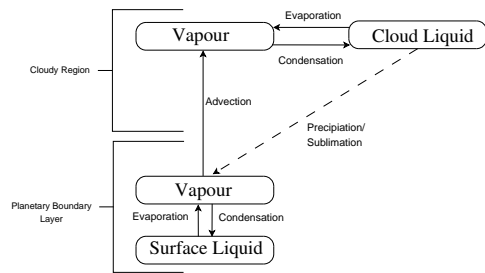 Evaporation
Vapour
Cloud Liquid
Condensation
Cloudy Region
Advection
Precipiation/
Sublimation
Vapour
Planetary Boundary
Layer
Evaporation
Condensation
Surface Liquid